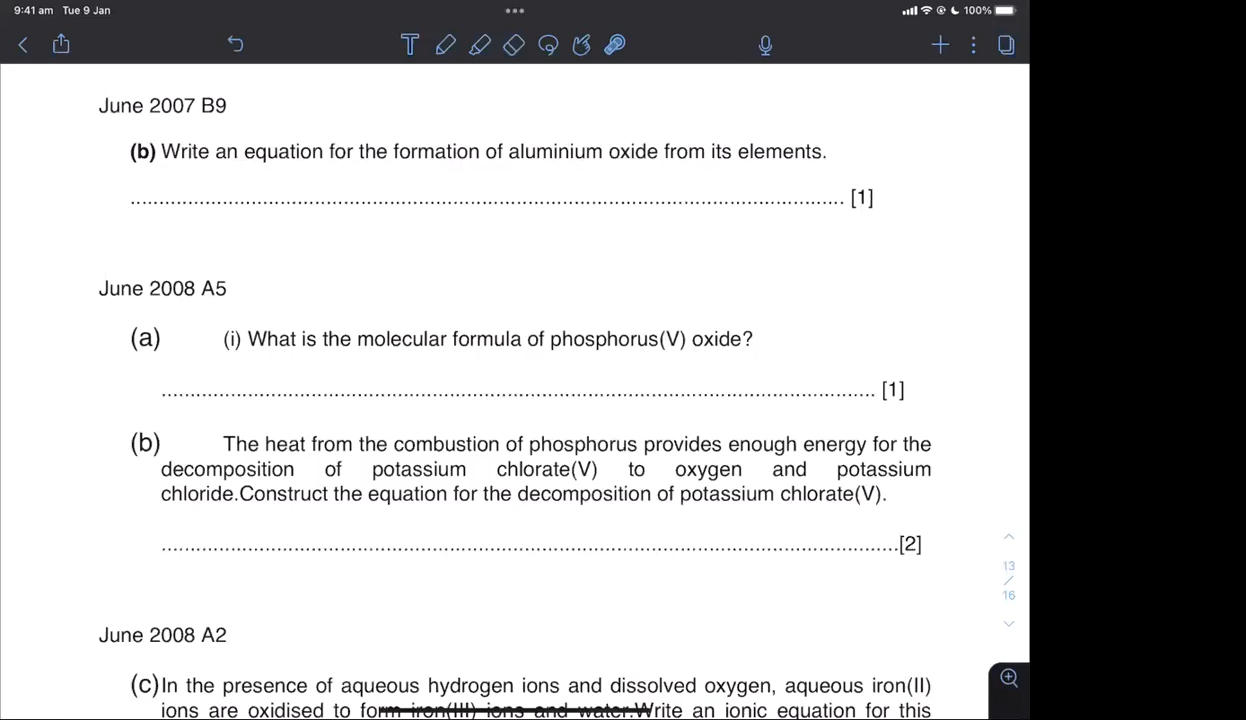 9:41 am Tue 9 Jan
100%
June 2007 B9
(b) Write an equation for the formation of aluminium oxide from its elements.
........................................................................................................................... [1]
June 2008 A5
(a) (i) What is the molecular formula of phosphorus(V) oxide?
........................................................................................................................... [1]
(b) The heat from the combustion of phosphorus provides enough energy for the
decomposition of potassium chlorate(V) to oxygen and potassium
chloride.Construct the equation for the decomposition of potassium chlorate(V).
...............................................................................................................................[2]
13
/
16
June 2008 A2
(c)In the presence of aqueous hydrogen ions and dissolved oxygen, aqueous iron(II)
ions are oxidised to form iron(III) ions and water.Write an ionic equation for this